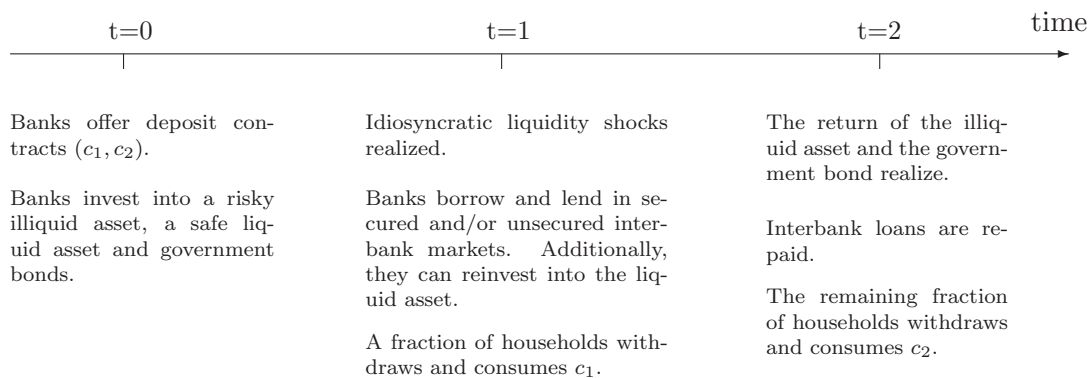 t=0 t=1 t=2 time
Banks offer deposit con-
tracts (c₁, c₂).
Banks invest into a risky
illiquid asset, a safe liq-
uid asset and government
bonds.
Idiosyncratic liquidity shocks
realized.
Banks borrow and lend in se-
cured and/or unsecured inter-
bank markets. Additionally,
they can reinvest into the liq-
uid asset.
A fraction of households with-
draws and consumes c₁.
The return of the illiq-
uid asset and the govern-
ment bond realize.
Interbank loans are re-
paid.
The remaining fraction
of households withdraws
and consumes c₂.